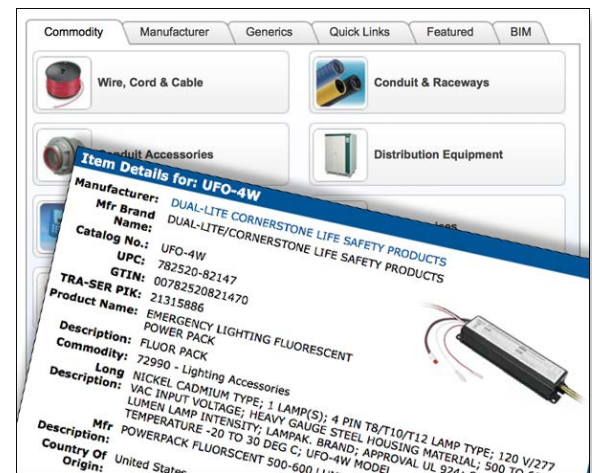 Commodity
Manufacturer
Generics
Quick Links
Featured
BIM
Wire, Cord & Cable
Conduit & Raceways
Conduit Accessories
Distribution Equipment
Item Details for: UFO-4W
Manufacturer: DUAL-LITE CORNERSTONE LIFE SAFETY PRODUCTS
Mfr Brand
Name: DUAL-LITE/CORNERSTONE LIFE SAFETY PRODUCTS
Catalog No.: UFO-4W
UPC: 782520-82147
GTIN: 00782520821470
TRA-SER PIK: 21315886
Product Name: EMERGENCY LIGHTING FLUORESCENT
POWER PACK
Description: FLUOR PACK
Commodity: 72990 - Lighting Accessories
Long
Description: NICKEL CADMIUM TYPE; 1 LAMP(S); 4 PIN T8/T10/T12 LAMP TYPE; 120 V/277
VAC INPUT VOLTAGE; HEAVY GAUGE STEEL HOUSING MATERIAL; 500 TO
LUMEN LAMP INTENSITY; LAMPAK. BRAND; APPROVAL UL 924;
TEMPERATURE -20 TO 30 DEG C; UFO-4W MODEL
Mfr
Description: POWERPACK FLUORSCENT 500-600
Country Of
Origin: United States